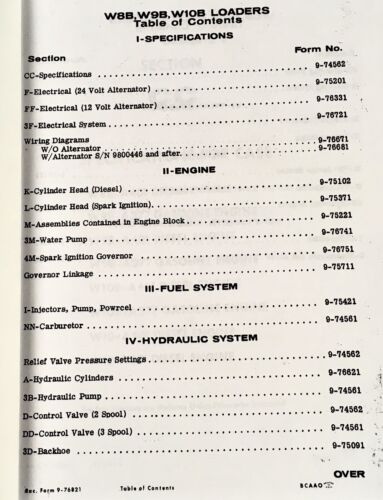 W8B, W9B, W10B LOADERS
Table of Contents
I-SPECIFICATIONS
Section Form No.
CC-Specifications 9-74562
F-Electrical (24 Volt Alternator) 9-75201
FF-Electrical (12 Volt Alternator) 9-76331
3F-Electrical System 9-76721
Wiring Diagrams
W/O Alternator 9-76671
W/Alternator S/N 9800446 and after 9-76681
II-ENGINE
K-Cylinder Head (Diesel) 9-75102
L-Cylinder Head (Spark Ignition) 9-75371
M-Assemblies Contained in Engine Block 9-75221
3M-Water Pump 9-76741
4M-Spark Ignition Governor 9-76751
Governor Linkage 9-75711
III-FUEL SYSTEM
I-Injectors, Pump, Powrcel 9-75421
NN-Carburetor 9-74561
IV-HYDRAULIC SYSTEM
Relief Valve Pressure Settings 9-74562
A-Hydraulic Cylinders 9-76621
3B-Hydraulic Pump 9-74561
D-Control Valve (2 Spool) 9-74562
DD-Control Valve (3 Spool) 9-74561
3D-Backhoe 9-75091
OVER
Rac. Form 9-76821 Table of Contents BCAAO